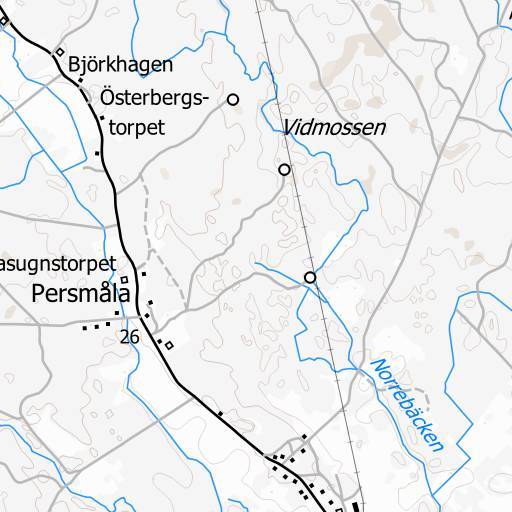 Björkhagen
Österbergs-
torpet
Vidmossen
asugnstorpet
Persmåla
26
Norrebäcken